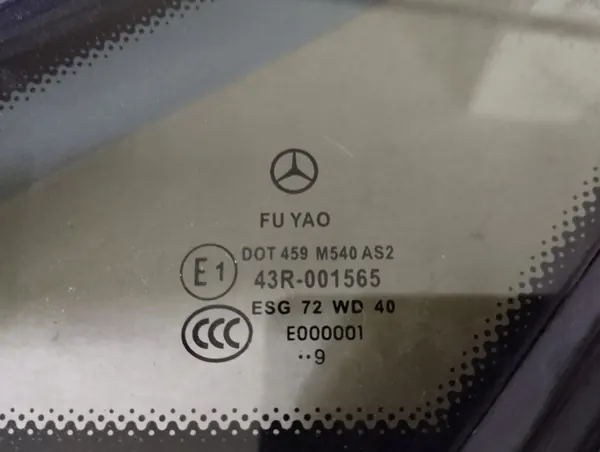 FU YAO
DOT 459 M540 AS2
E1
43R-001565
ESG 72 WD 40
CCC
E000001
··9